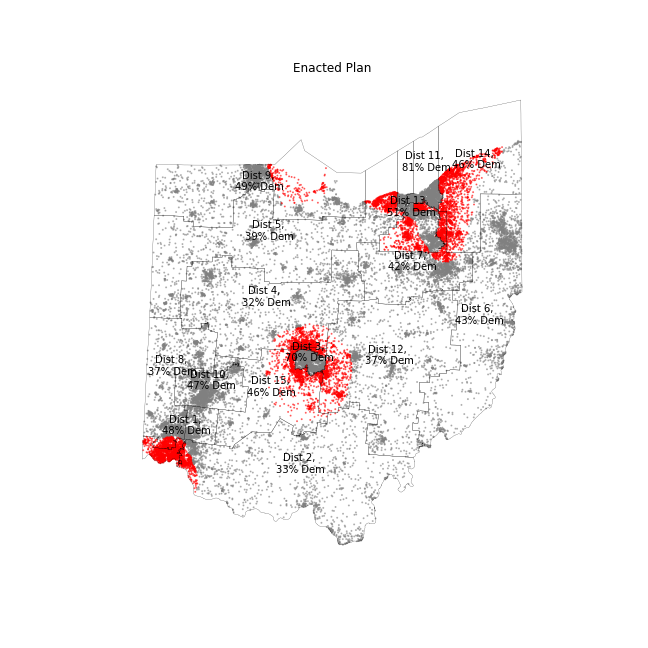 Enacted Plan
Dist 11,
81% Dem
Dist 14,
46% Dem
Dist 9,
49% Dem
Dist 13,
51% Dem
Dist 5,
39% Dem
Dist 7,
42% Dem
Dist 4,
32% Dem
Dist 6,
43% Dem
Dist 3,
70% Dem
Dist 12,
37% Dem
Dist 8,
37% Dem
Dist 10,
47% Dem
Dist 15,
46% Dem
Dist 1,
48% Dem
Dist 2,
33% Dem